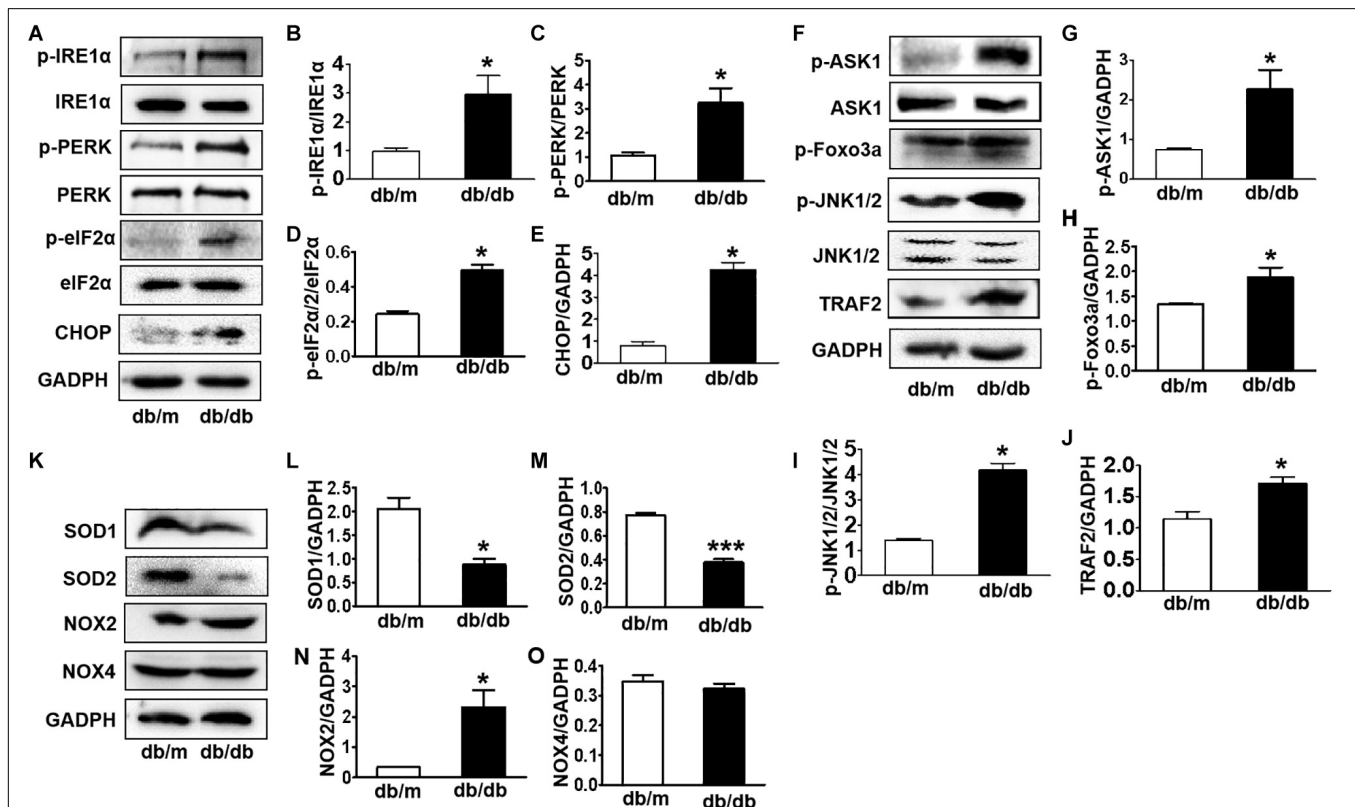 A
p-IRE1α
IRE1α
p-PERK
PERK
p-eIF2α
eIF2α
CHOP
GADPH
db/m db/db
B
p-IRE1α/IRE1α
4
3
2
1
0
*
db/m db/db
C
p-PERK/PERK
5
4
3
2
1
0
*
db/m db/db
D
p-eIF2α/2/eIF2α
0.6
0.4
0.2
0.0
*
db/m db/db
E
CHOP/GADPH
5
4
3
2
1
0
*
db/m db/db
F
p-ASK1
ASK1
p-Foxo3a
p-JNK1/2
JNK1/2
TRAF2
GADPH
db/m db/db
G
p-ASK1/GADPH
3
2
1
0
*
db/m db/db
H
p-Foxo3a/GADPH
2.5
2.0
1.5
1.0
0.5
0.0
*
db/m db/db
I
p-JNK1/2/JNK1/2
5
4
3
2
1
0
*
db/m db/db
J
TRAF2/GADPH
2.0
1.5
1.0
0.5
0.0
*
db/m db/db
K
SOD1
SOD2
NOX2
NOX4
GADPH
db/m db/db
L
SOD1/GADPH
2.5
2.0
1.5
1.0
0.5
0.0
*
db/m db/db
M
SOD2/GADPH
1.0
0.8
0.6
0.4
0.2
0.0
***
db/m db/db
N
NOX2/GADPH
4
3
2
1
0
*
db/m db/db
O
NOX4/GADPH
0.4
0.3
0.2
0.1
0.0
db/m db/db